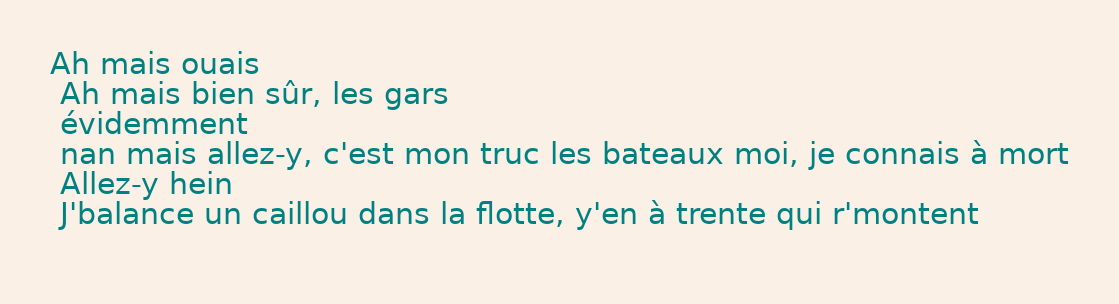 Ah mais ouais
Ah mais bien sûr, les gars
évidemment
nan mais allez-y, c'est mon truc les bateaux moi, je connais à mort
Allez-y hein
J'balance un caillou dans la flotte, y'en à trente qui r'montent